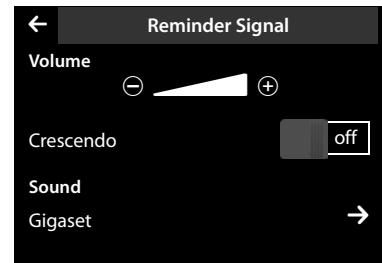 Reminder Signal
Volume
Crescendo off
Sound
Gigaset